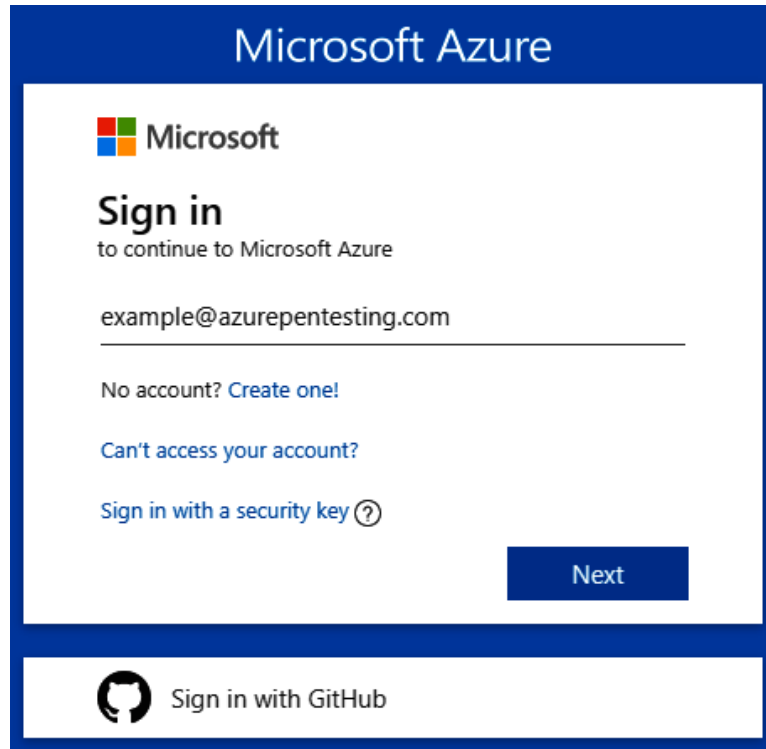 Microsoft Azure
Microsoft
Sign in
to continue to Microsoft Azure
example@azurepentesting.com
No account? Create one!
Can't access your account?
Sign in with a security key ?
Next
Sign in with GitHub